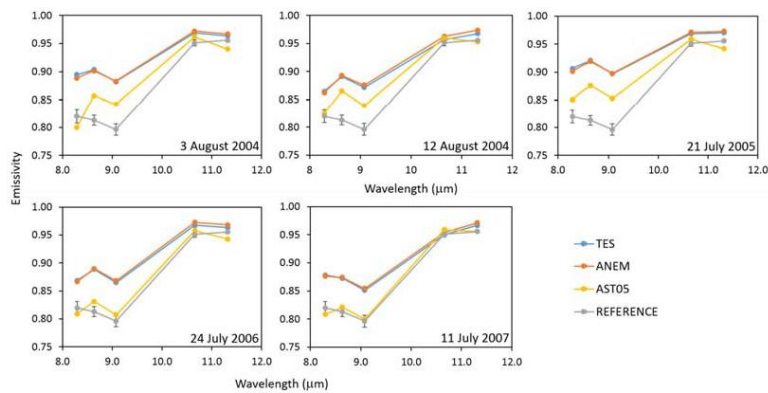 1.00
0.95
0.90
0.85
0.80
0.75
8.0 9.0 10.0 11.0 12.0
3 August 2004
1.00
0.95
0.90
0.85
0.80
0.75
8.0 9.0 10.0 11.0 12.0
12 August 2004
1.00
0.95
0.90
0.85
0.80
0.75
8.0 9.0 10.0 11.0 12.0
21 July 2005
Emissivity
Wavelength (µm)
1.00
0.95
0.90
0.85
0.80
0.75
8.0 9.0 10.0 11.0 12.0
24 July 2006
1.00
0.95
0.90
0.85
0.80
0.75
8.0 9.0 10.0 11.0 12.0
11 July 2007
Wavelength (µm)
TES
ANEM
AST05
REFERENCE